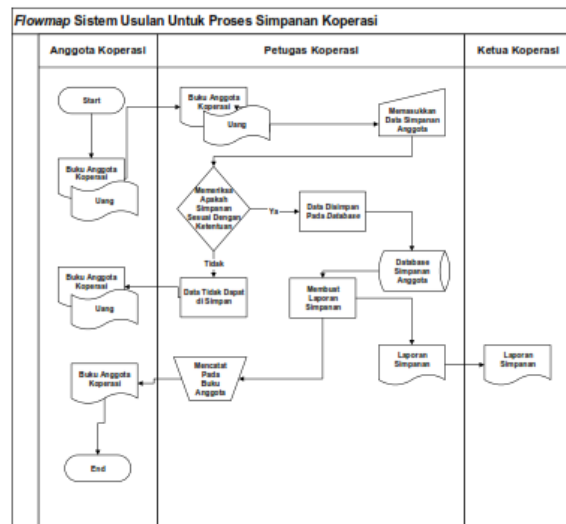 Flowmap Sistem Usulan Untuk Proses Simpanan Koperasi
Anggota Koperasi
Petugas Koperasi
Ketua Koperasi
Start
Buku Anggota
Koperasi
Uang
Buku Anggota
Koperasi
Uang
Memasukkan
Data Simpanan
Anggota
Memeriksa
Apakah
Simpanan
Sesuai Dengan
Ketentuan
Ya
Data Disimpan
Pada Database
Database
Simpanan
Anggota
Tidak
Data Tidak Dapat
di Simpan
Buku Anggota
Koperasi
Uang
Membuat
Laporan
Simpanan
Laporan
Simpanan
Laporan
Simpanan
Mencatat
Pada
Buku
Anggota
Buku Anggota
Koperasi
End